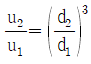 u₂/u₁ = (d₂/d₁)³